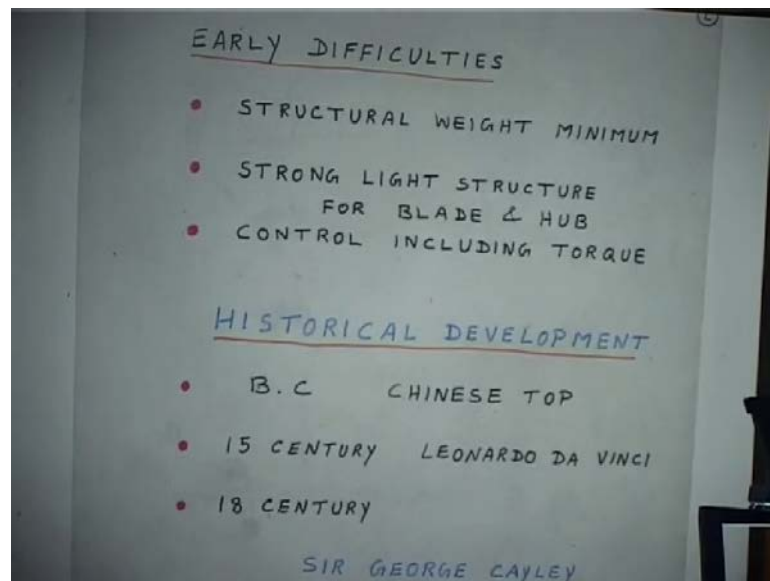 EARLY DIFFICULTIES
• STRUCTURAL WEIGHT MINIMUM
• STRONG LIGHT STRUCTURE
FOR BLADE & HUB
• CONTROL INCLUDING TORQUE
HISTORICAL DEVELOPMENT
• B.C CHINESE TOP
• 15 CENTURY LEONARDO DA VINCI
• 18 CENTURY
SIR GEORGE CAYLEY